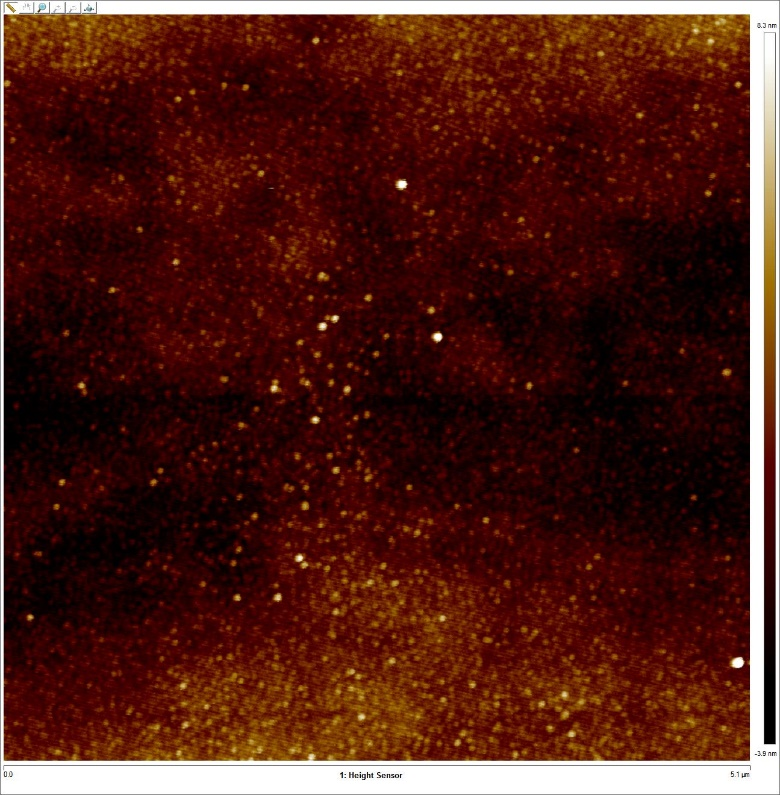 8.3 nm
-3.9 nm
0.0
1: Height Sensor
5.1 µm